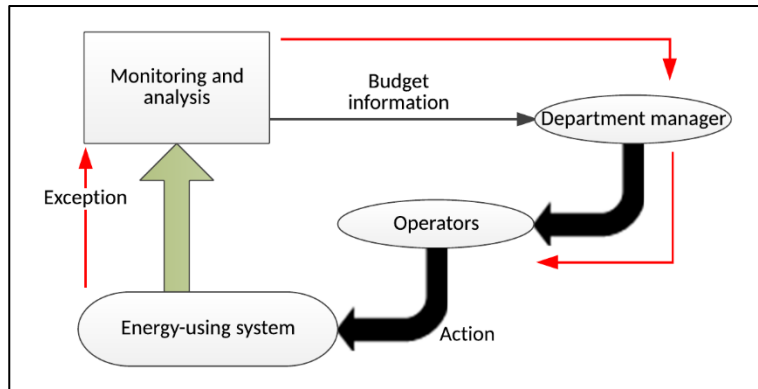 Monitoring and
analysis
Budget
information
Department manager
Exception
Operators
Energy-using system
Action